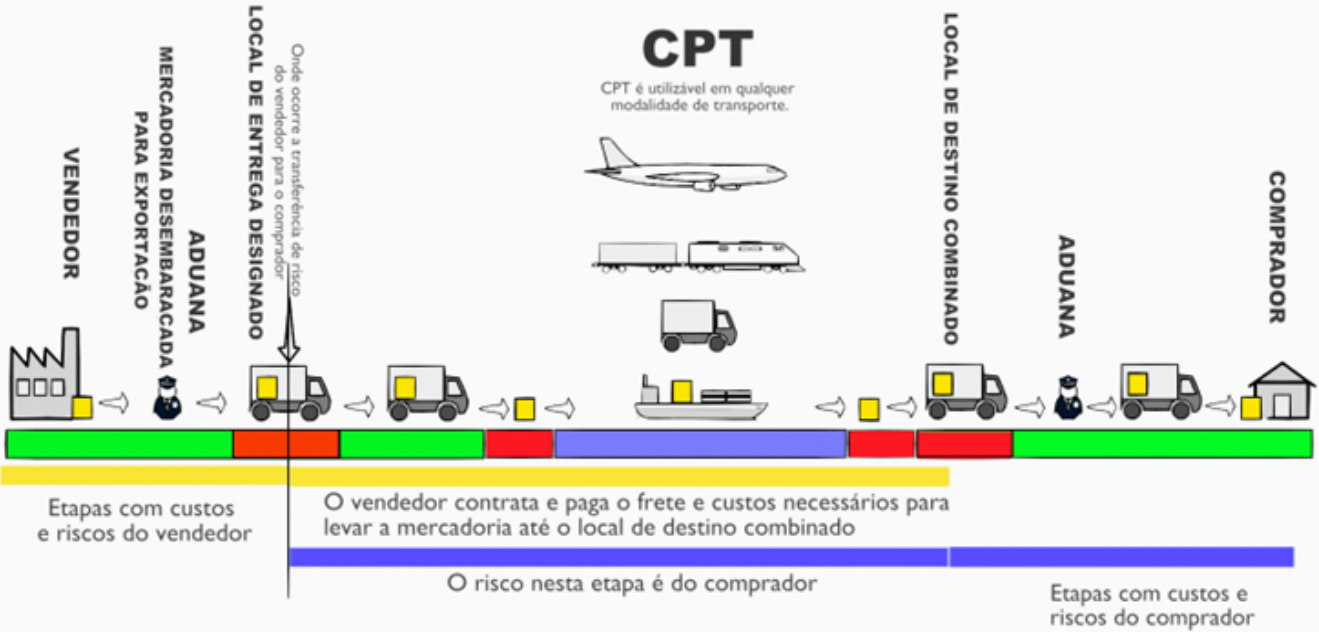 CPT
CPT é utilizável em qualquer
modalidade de transporte.
VENDEDOR
MERCADORIA DESEMBARACADA
PARA EXPORTACÃO
ADUANA
LOCAL DE ENTREGA DESIGNADO
Onde ocorre a transferência de risco
do vendedor para o comprador
LOCAL DE DESTINO COMBINADO
ADUANA
COMPRADOR
Etapas com custos
e riscos do vendedor
O vendedor contrata e paga o frete e custos necessários para
levar a mercadoria até o local de destino combinado
O risco nesta etapa é do comprador
Etapas com custos e
riscos do comprador